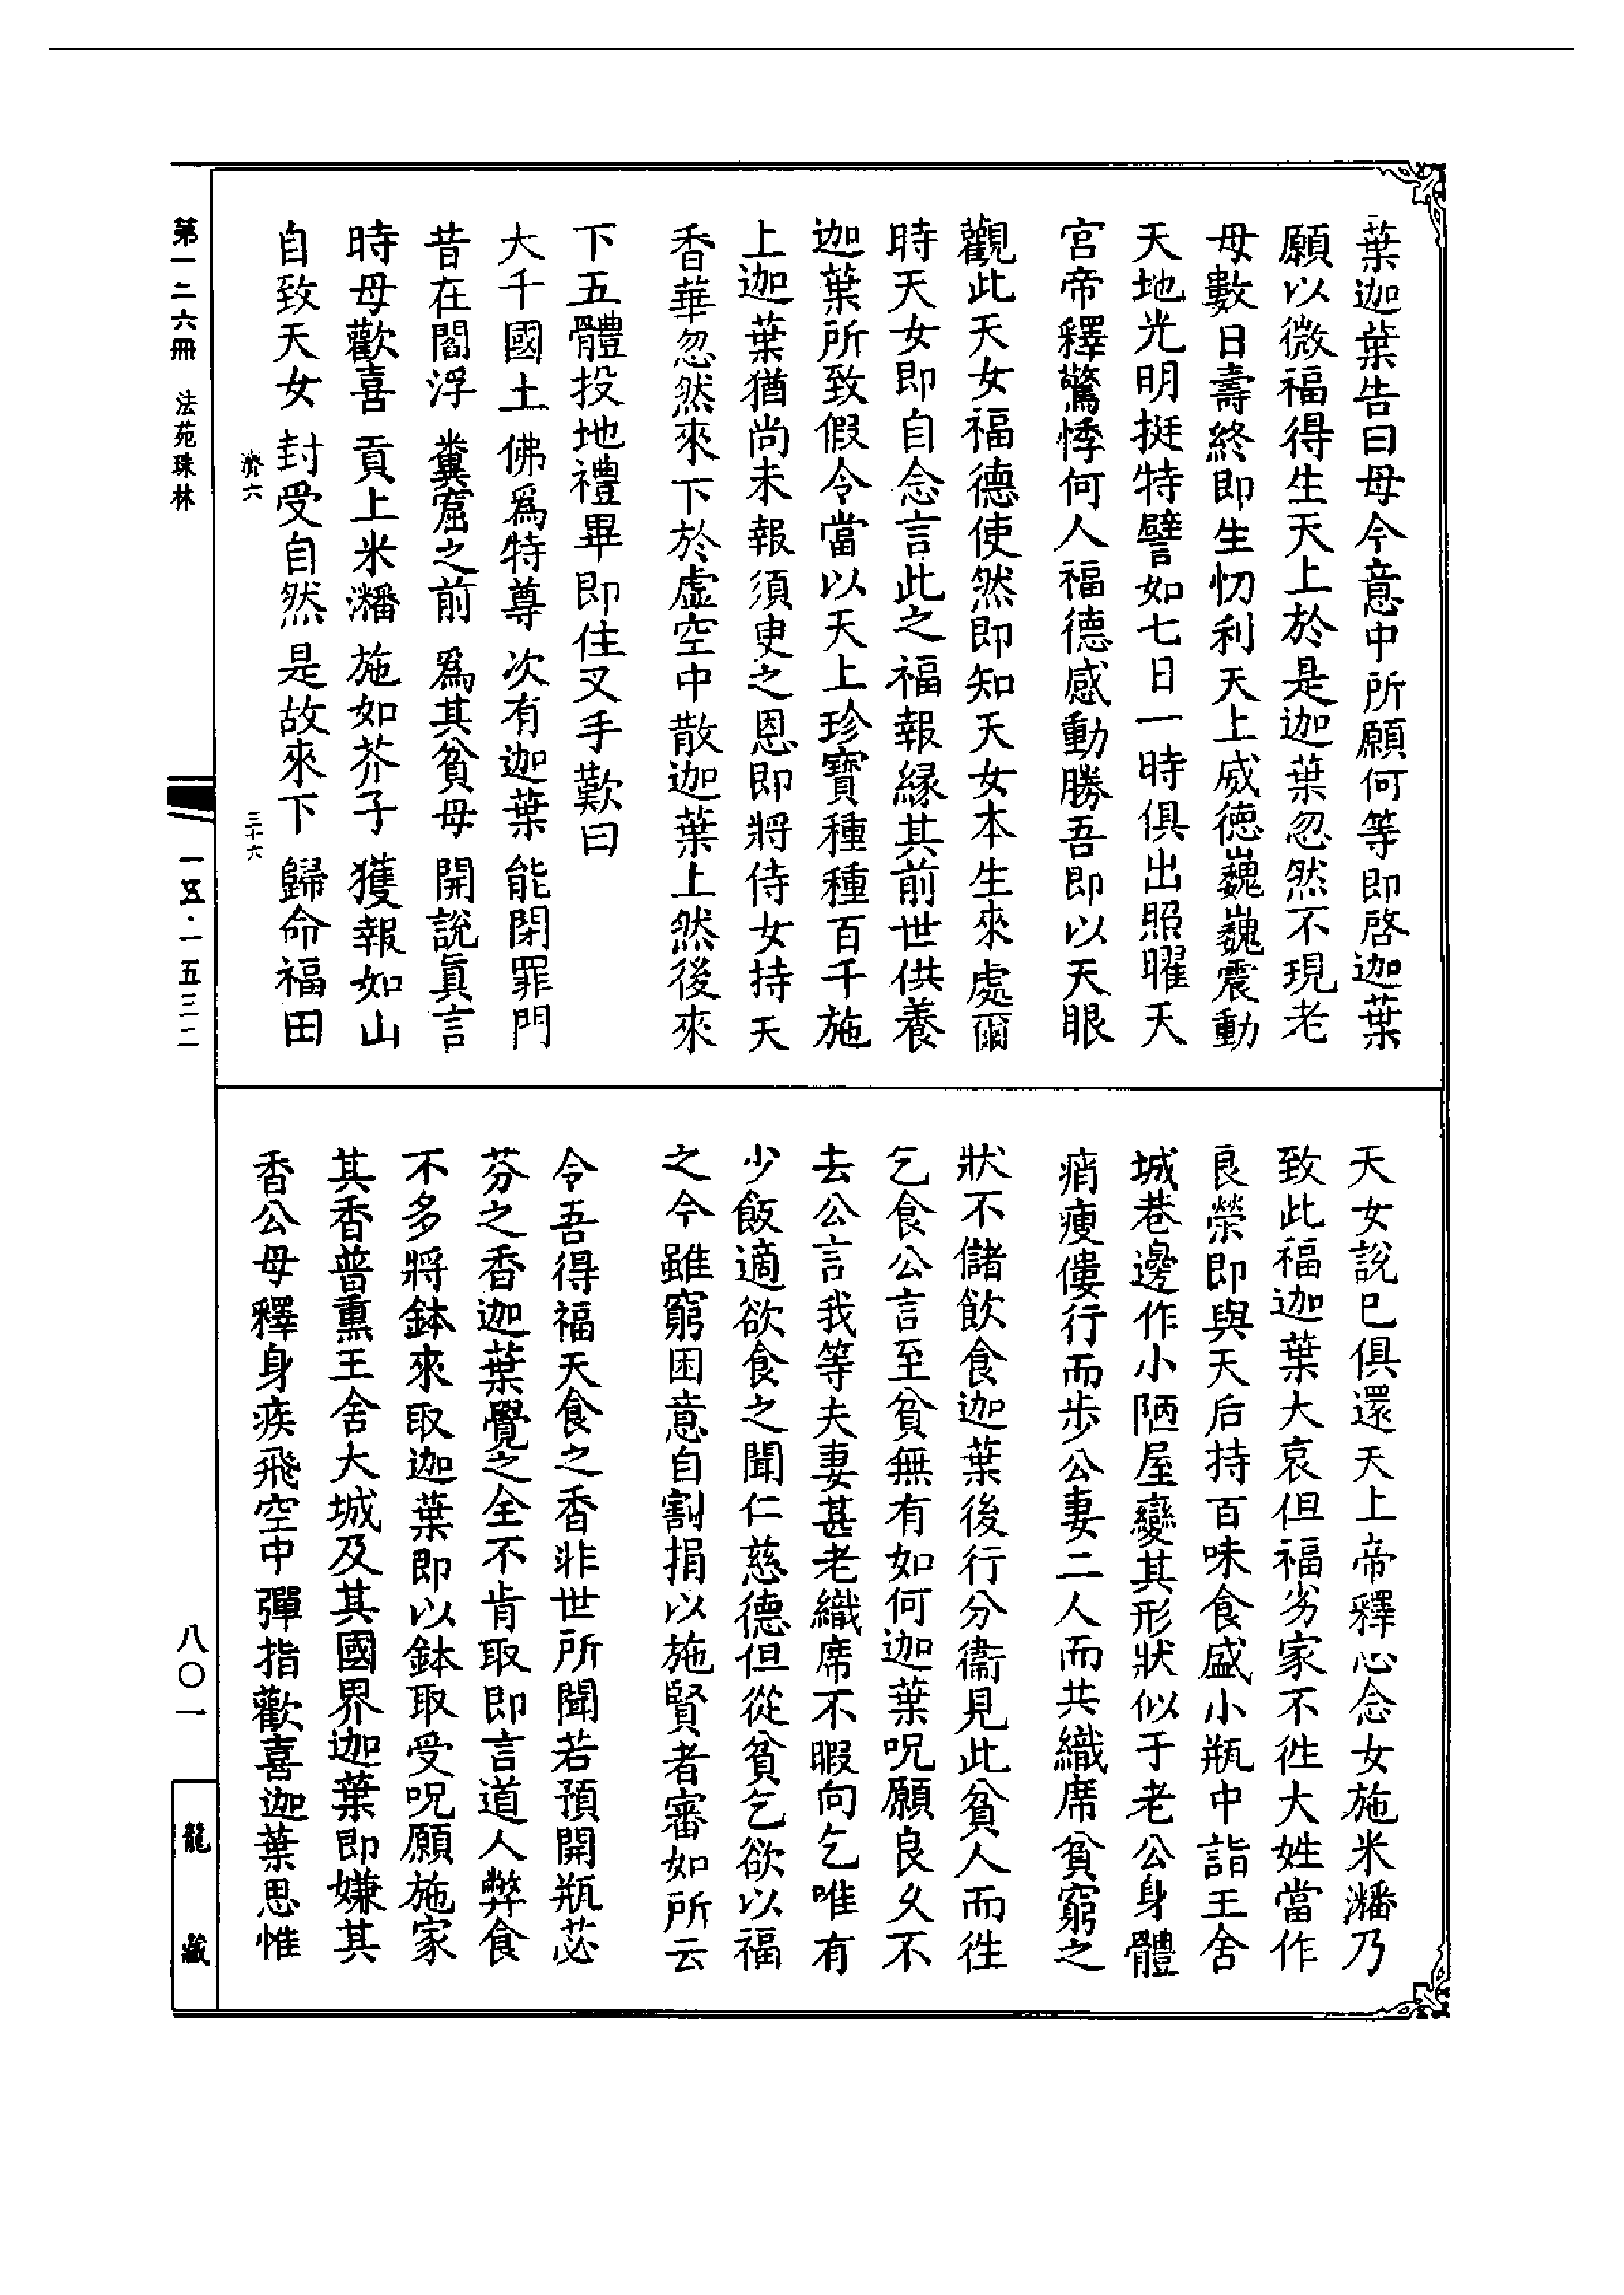 葉迦葉告曰母今意中所願何等即啓迦葉
願以微福得生天上於是迦葉忽然不現老
母數日壽終即生忉利天上威德巍巍震動
天地光明挺特譬如七日一時俱出照曜天
宮帝釋驚悸何人福德感動勝吾即以天眼
觀此天女福德使然即知天女本生來處爾
時天女即自念言此之福報縁其前世供養
迦葉所致假令當以天上珍寶種種百千施
上迦葉猶尚未報須臾之恩即將侍女持天
香華忽然來下於虛空中散迦葉上然後來
下五體投地禮畢即住叉手歎曰
大千國土 佛爲特尊 次有迦葉 能閉罪門
昔在閻浮 糞窟之前 爲其貧母 開說眞言
時母歡喜 貢上米潘 施如芥子 獲報如山
自致天女 封受自然 是故來下 歸命福田
天女說已俱還天上帝釋心念女施米潘乃
致此福迦葉大哀但福劣家不徃大姓當作
良榮即與天后持百味食盛小瓶中詣王舍
城巷邊作小陋屋變其形狀似于老公身體
痟瘦僂行而步公妻二人而共織席貧窮之
狀不儲飲食迦葉後行分衞見此貧人而徃
乞食公言至貧無有如何迦葉呪願良乆不
去公言我等夫妻甚老織席不暇向乞唯有
少飯適欲食之聞仁慈德但從貧乞欲以福
之今雖窮困意自割捐以施賢者審如所云
令吾得福天食之香非世所聞若預開瓶苾
芬之香迦葉覺之全不肯取即言道人弊食
不多將鉢來取迦葉即以鉢取受呪願施家
其香普熏王舍大城及其國界迦葉即嫌其
香公母釋身疾飛空中彈指歡喜迦葉思惟
第一二六冊 法苑珠林
濟六
三十六
一五·一五三二
八〇一
龍藏